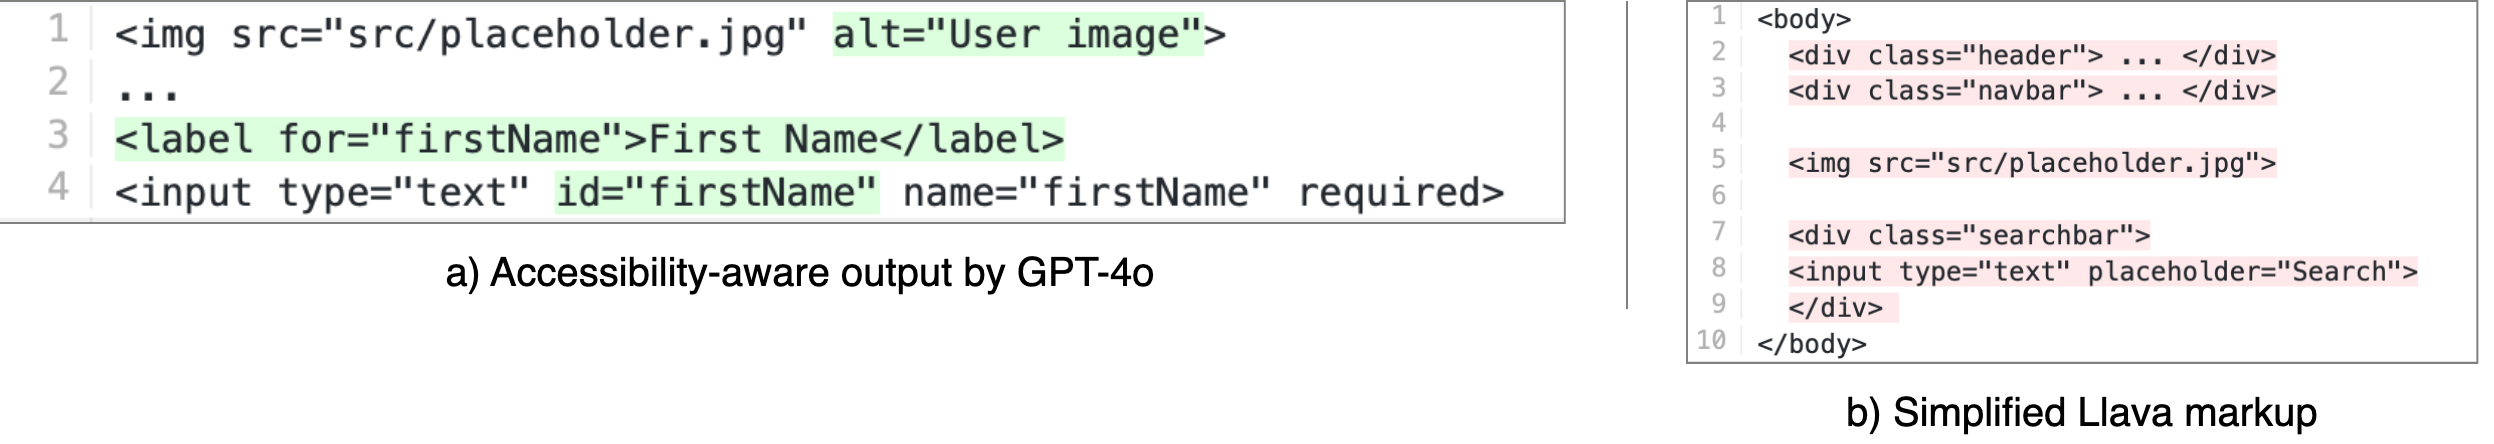 1 <img src="src/placeholder.jpg" alt="User image">
2 ...
3 <label for="firstName">First Name</label>
4 <input type="text" id="firstName" name="firstName" required>
a) Accessibility-aware output by GPT-4o
1 <body>
2 <div class="header"> ... </div>
3 <div class="navbar"> ... </div>
4
5 <img src="src/placeholder.jpg">
6
7 <div class="searchbar">
8 <input type="text" placeholder="Search">
9 </div>
10 </body>
b) Simplified Llava markup